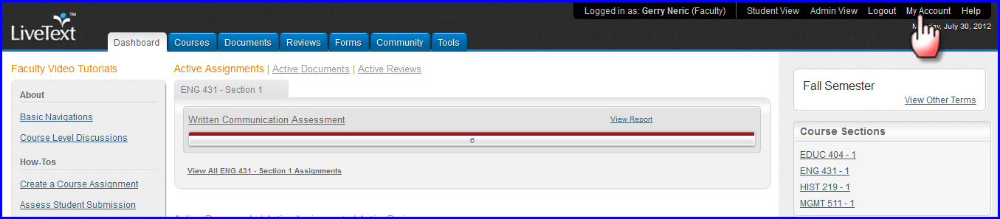 Logged in as: Gerry Neric (Faculty) Student View Admin View Logout My Account Help
LiveText
July 30, 2012
Dashboard Courses Documents Reviews Forms Community Tools
Faculty Video Tutorials
About
Basic Navigations
Course Level Discussions
How-Tos
Create a Course Assignment
Assess Student Submission
Active Assignments | Active Documents | Active Reviews
ENG 431 - Section 1
Written Communication Assessment View Report
6
View All ENG 431 - Section 1 Assignments
Fall Semester
View Other Terms
Course Sections
EDUC 404 - 1
ENG 431 - 1
HIST 219 - 1
MGMT 511 - 1